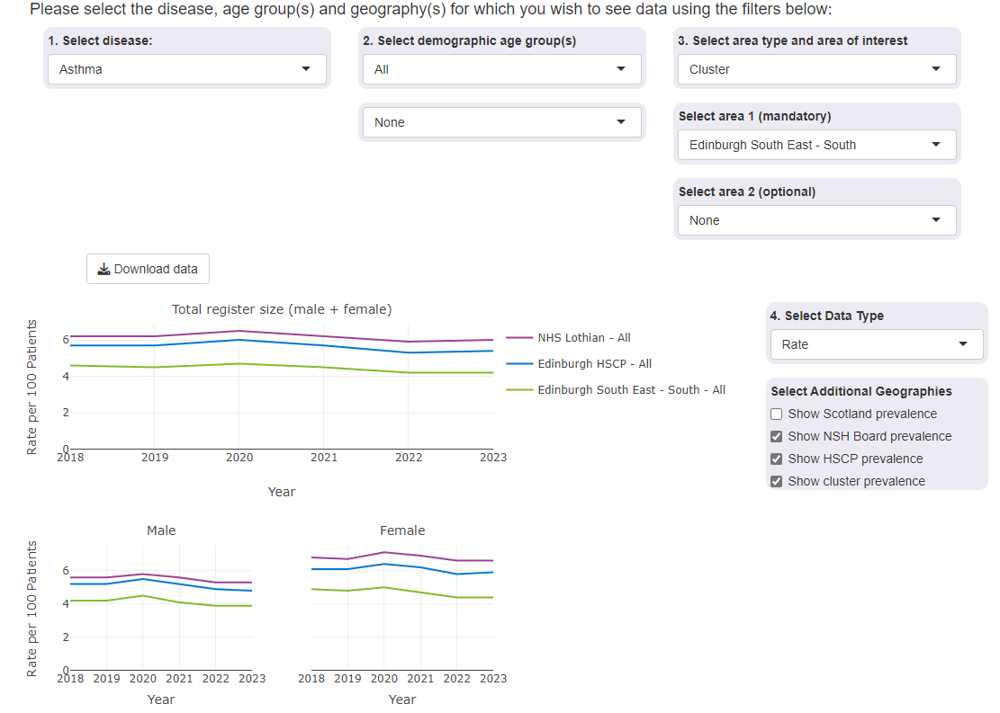 Please select the disease, age group(s) and geography(s) for which you wish to see data using the filters below:
1. Select disease:
Asthma
2. Select demographic age group(s)
All
None
3. Select area type and area of interest
Cluster
Select area 1 (mandatory)
Edinburgh South East - South
Select area 2 (optional)
None
Download data
Total register size (male + female)
Rate per 100 Patients
6
4
2
0
2018 2019 2020 2021 2022 2023
Year
NHS Lothian - All
Edinburgh HSCP - All
Edinburgh South East - South - All
4. Select Data Type
Rate
Select Additional Geographies
Show Scotland prevalence
Show NSH Board prevalence
Show HSCP prevalence
Show cluster prevalence
Male
Rate per 100 Patients
6
4
2
0
2018 2019 2020 2021 2022 2023
Year
Female
2018 2019 2020 2021 2022 2023
Year